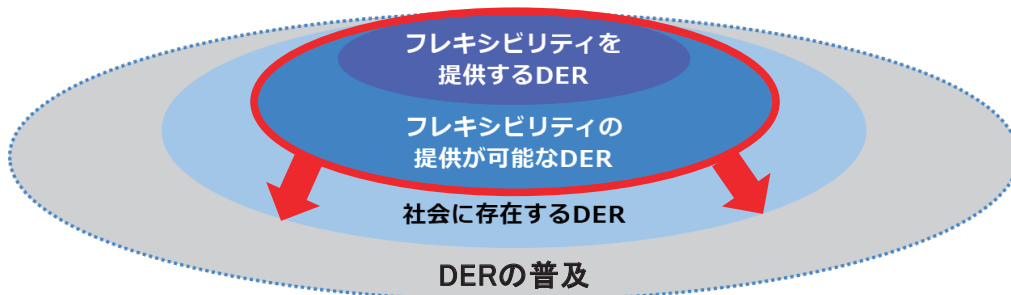 フレキシビリティを
提供するDER
フレキシビリティの
提供が可能なDER
社会に存在するDER
DERの普及